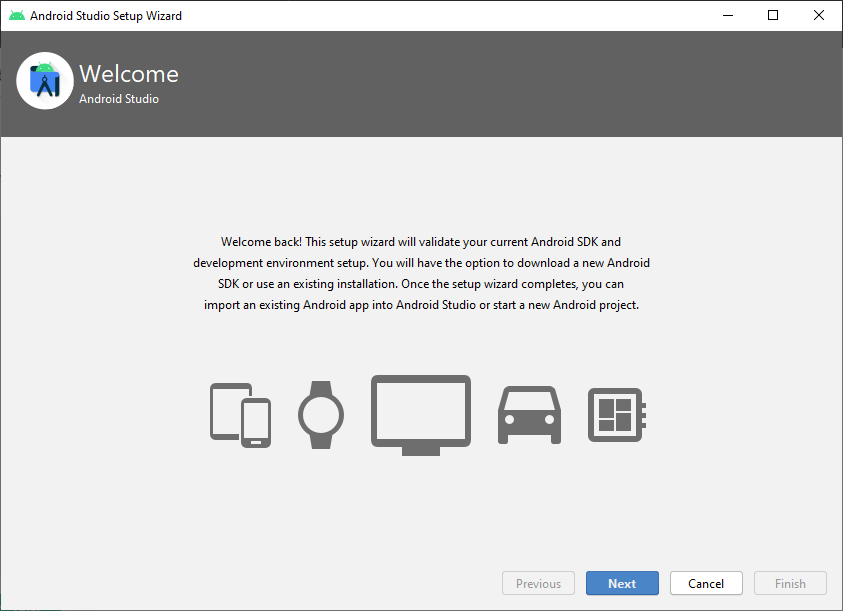 Android Studio Setup Wizard
Welcome
Android Studio
Welcome back! This setup wizard will validate your current Android SDK and
development environment setup. You will have the option to download a new Android
SDK or use an existing installation. Once the setup wizard completes, you can
import an existing Android app into Android Studio or start a new Android project.
Previous
Next
Cancel
Finish